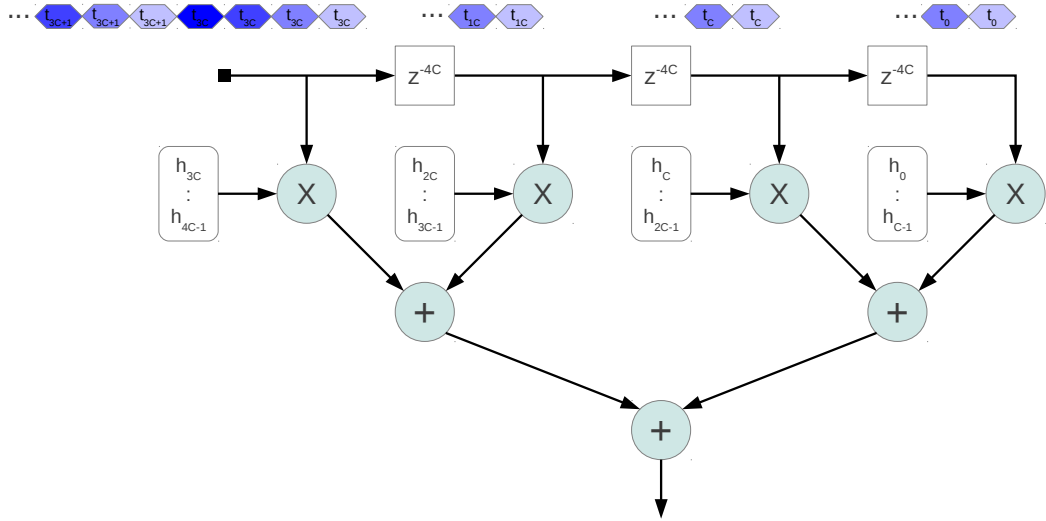 ... t3C+1 t3C+1 t3C+1 t3C t3C t3C ... t1C t1C ... tC tC ... t0 t0
z-4C z-4C z-4C
h3C h2C hC h0
: X : X : X : X
h4C-1 h3C-1 h2C-1 hC-1
+ +
+